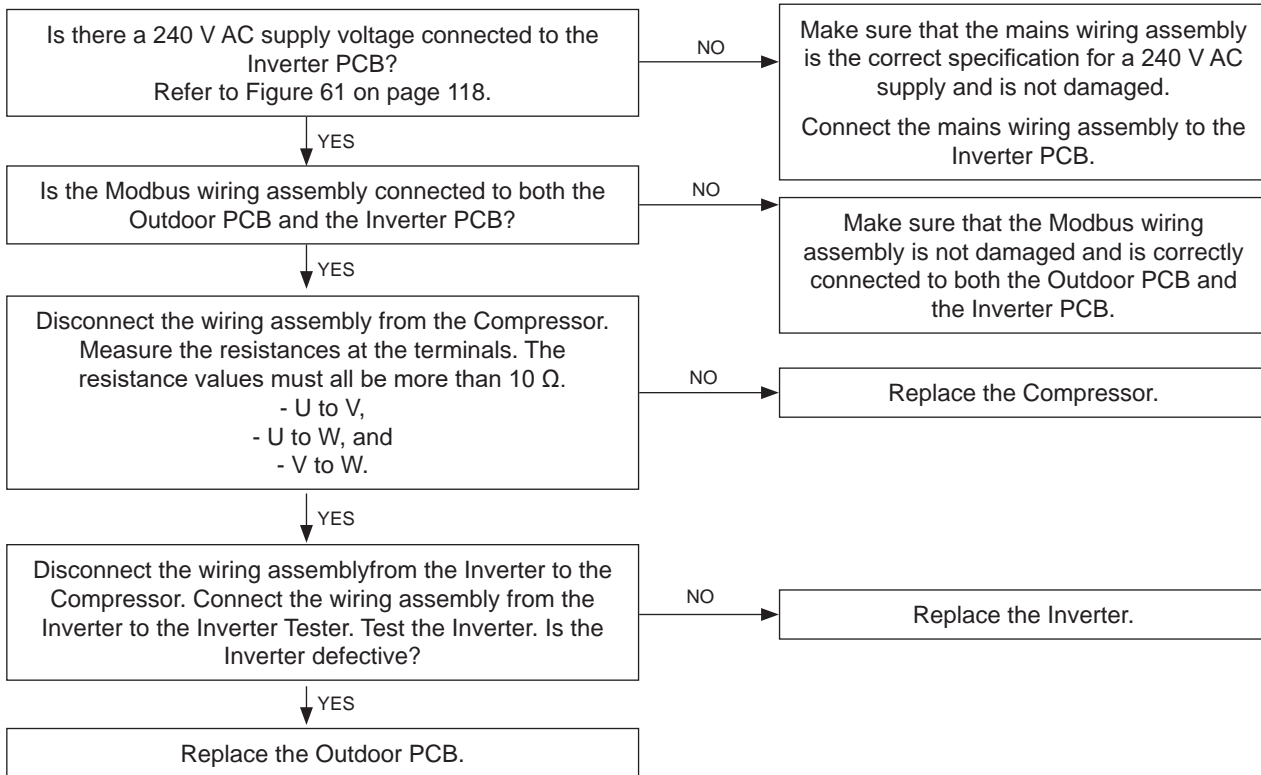 Is there a 240 V AC supply voltage connected to the
Inverter PCB?
Refer to Figure 61 on page 118.
NO
Make sure that the mains wiring assembly
is the correct specification for a 240 V AC
supply and is not damaged.
Connect the mains wiring assembly to the
Inverter PCB.
YES
Is the Modbus wiring assembly connected to both the
Outdoor PCB and the Inverter PCB?
NO
Make sure that the Modbus wiring
assembly is not damaged and is correctly
connected to both the Outdoor PCB and
the Inverter PCB.
YES
Disconnect the wiring assembly from the Compressor.
Measure the resistances at the terminals. The
resistance values must all be more than 10 Ω.
- U to V,
- U to W, and
- V to W.
NO
Replace the Compressor.
YES
Disconnect the wiring assemblyfrom the Inverter to the
Compressor. Connect the wiring assembly from the
Inverter to the Inverter Tester. Test the Inverter. Is the
Inverter defective?
NO
Replace the Inverter.
YES
Replace the Outdoor PCB.